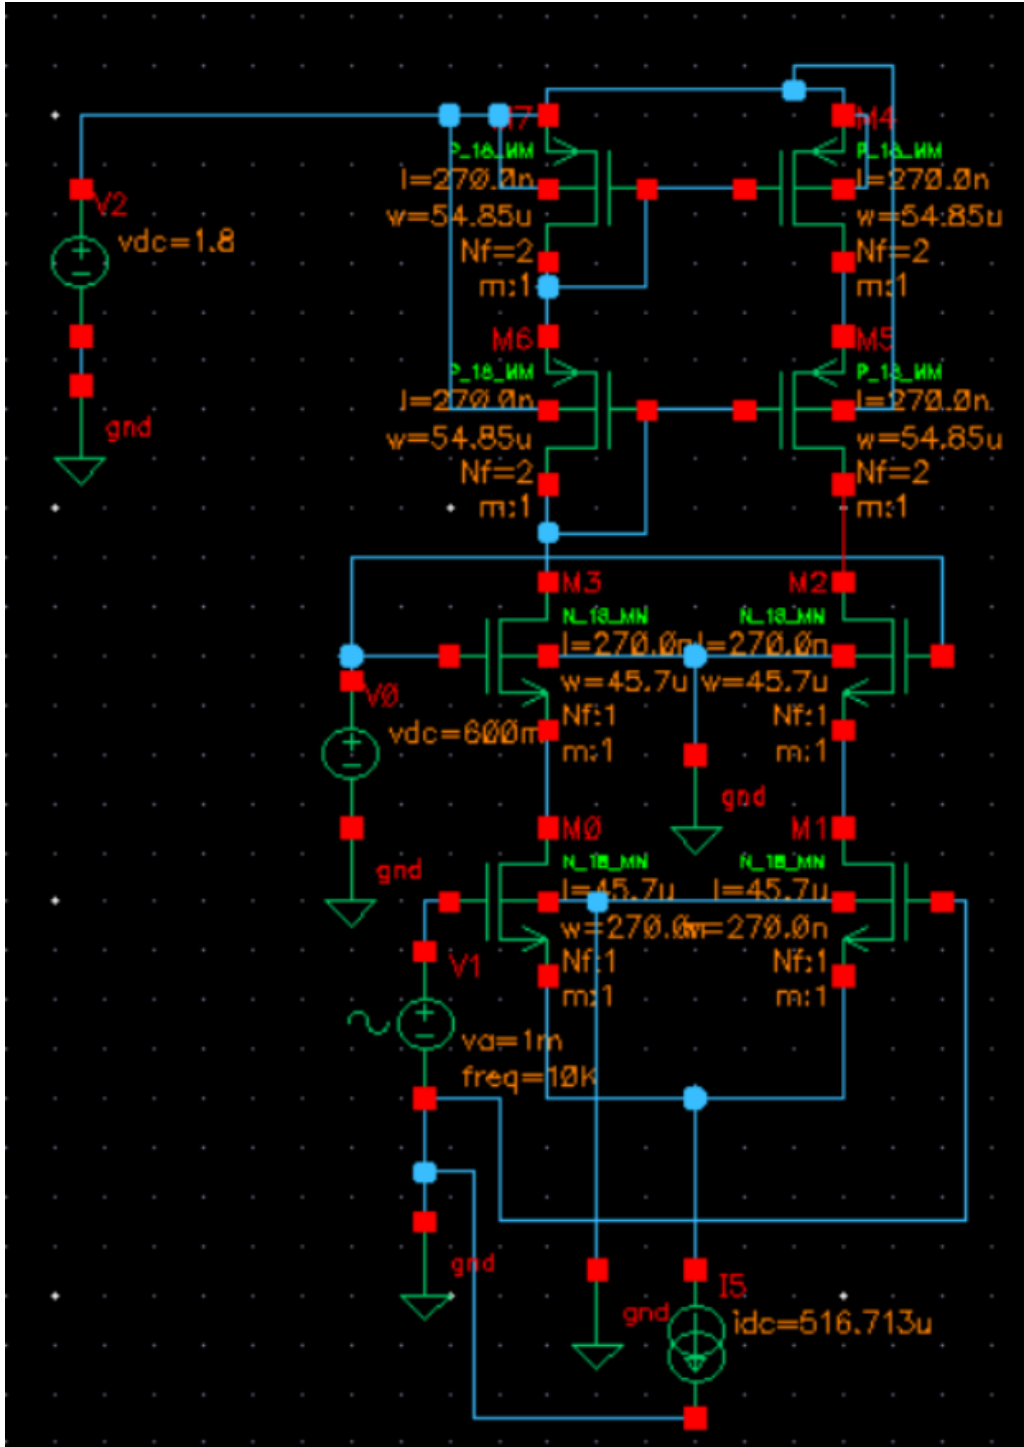 M7
M4
P_18_MM
P_18_MM
l=270.0n
l=270.0n
w=54.85u
w=54.85u
Nf=2
Nf=2
m:1
m:1
V2
vdc=1.8
gnd
M6
M5
P_18_MM
P_18_MM
l=270.0n
l=270.0n
w=54.85u
w=54.85u
Nf=2
Nf=2
m:1
m:1
M3
M2
N_18_MN
N_18_MN
l=270.0n
l=270.0n
w=45.7u
w=45.7u
Nf:1
Nf:1
m:1
m:1
V0
vdc=600m
gnd
gnd
M0
M1
N_18_MN
N_18_MN
l=45.7u
l=45.7u
w=270.0n
w=270.0n
Nf:1
Nf:1
m:1
m:1
V1
va=1m
freq=10K
gnd
gnd
I5
idc=516.713u